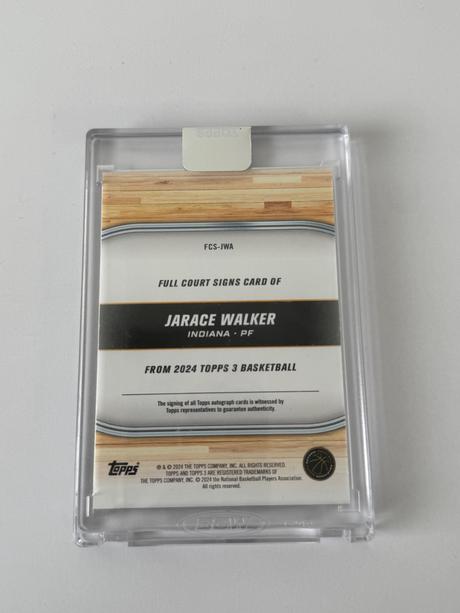 FCS-JWA
FULL COURT SIGNS CARD OF
JARACE WALKER
INDIANA · PF
FROM 2024 TOPPS 3 BASKETBALL
The signing of all Topps autograph cards is witnessed by
Topps representatives to guarantee authenticity.
topps
® & © 2024 THE TOPPS COMPANY, INC. ALL RIGHTS RESERVED.
TOPPS AND TOPPS 3 ARE REGISTERED TRADEMARKS OF
THE TOPPS COMPANY, INC. © 2024 the National Basketball Players Association.
All rights reserved.